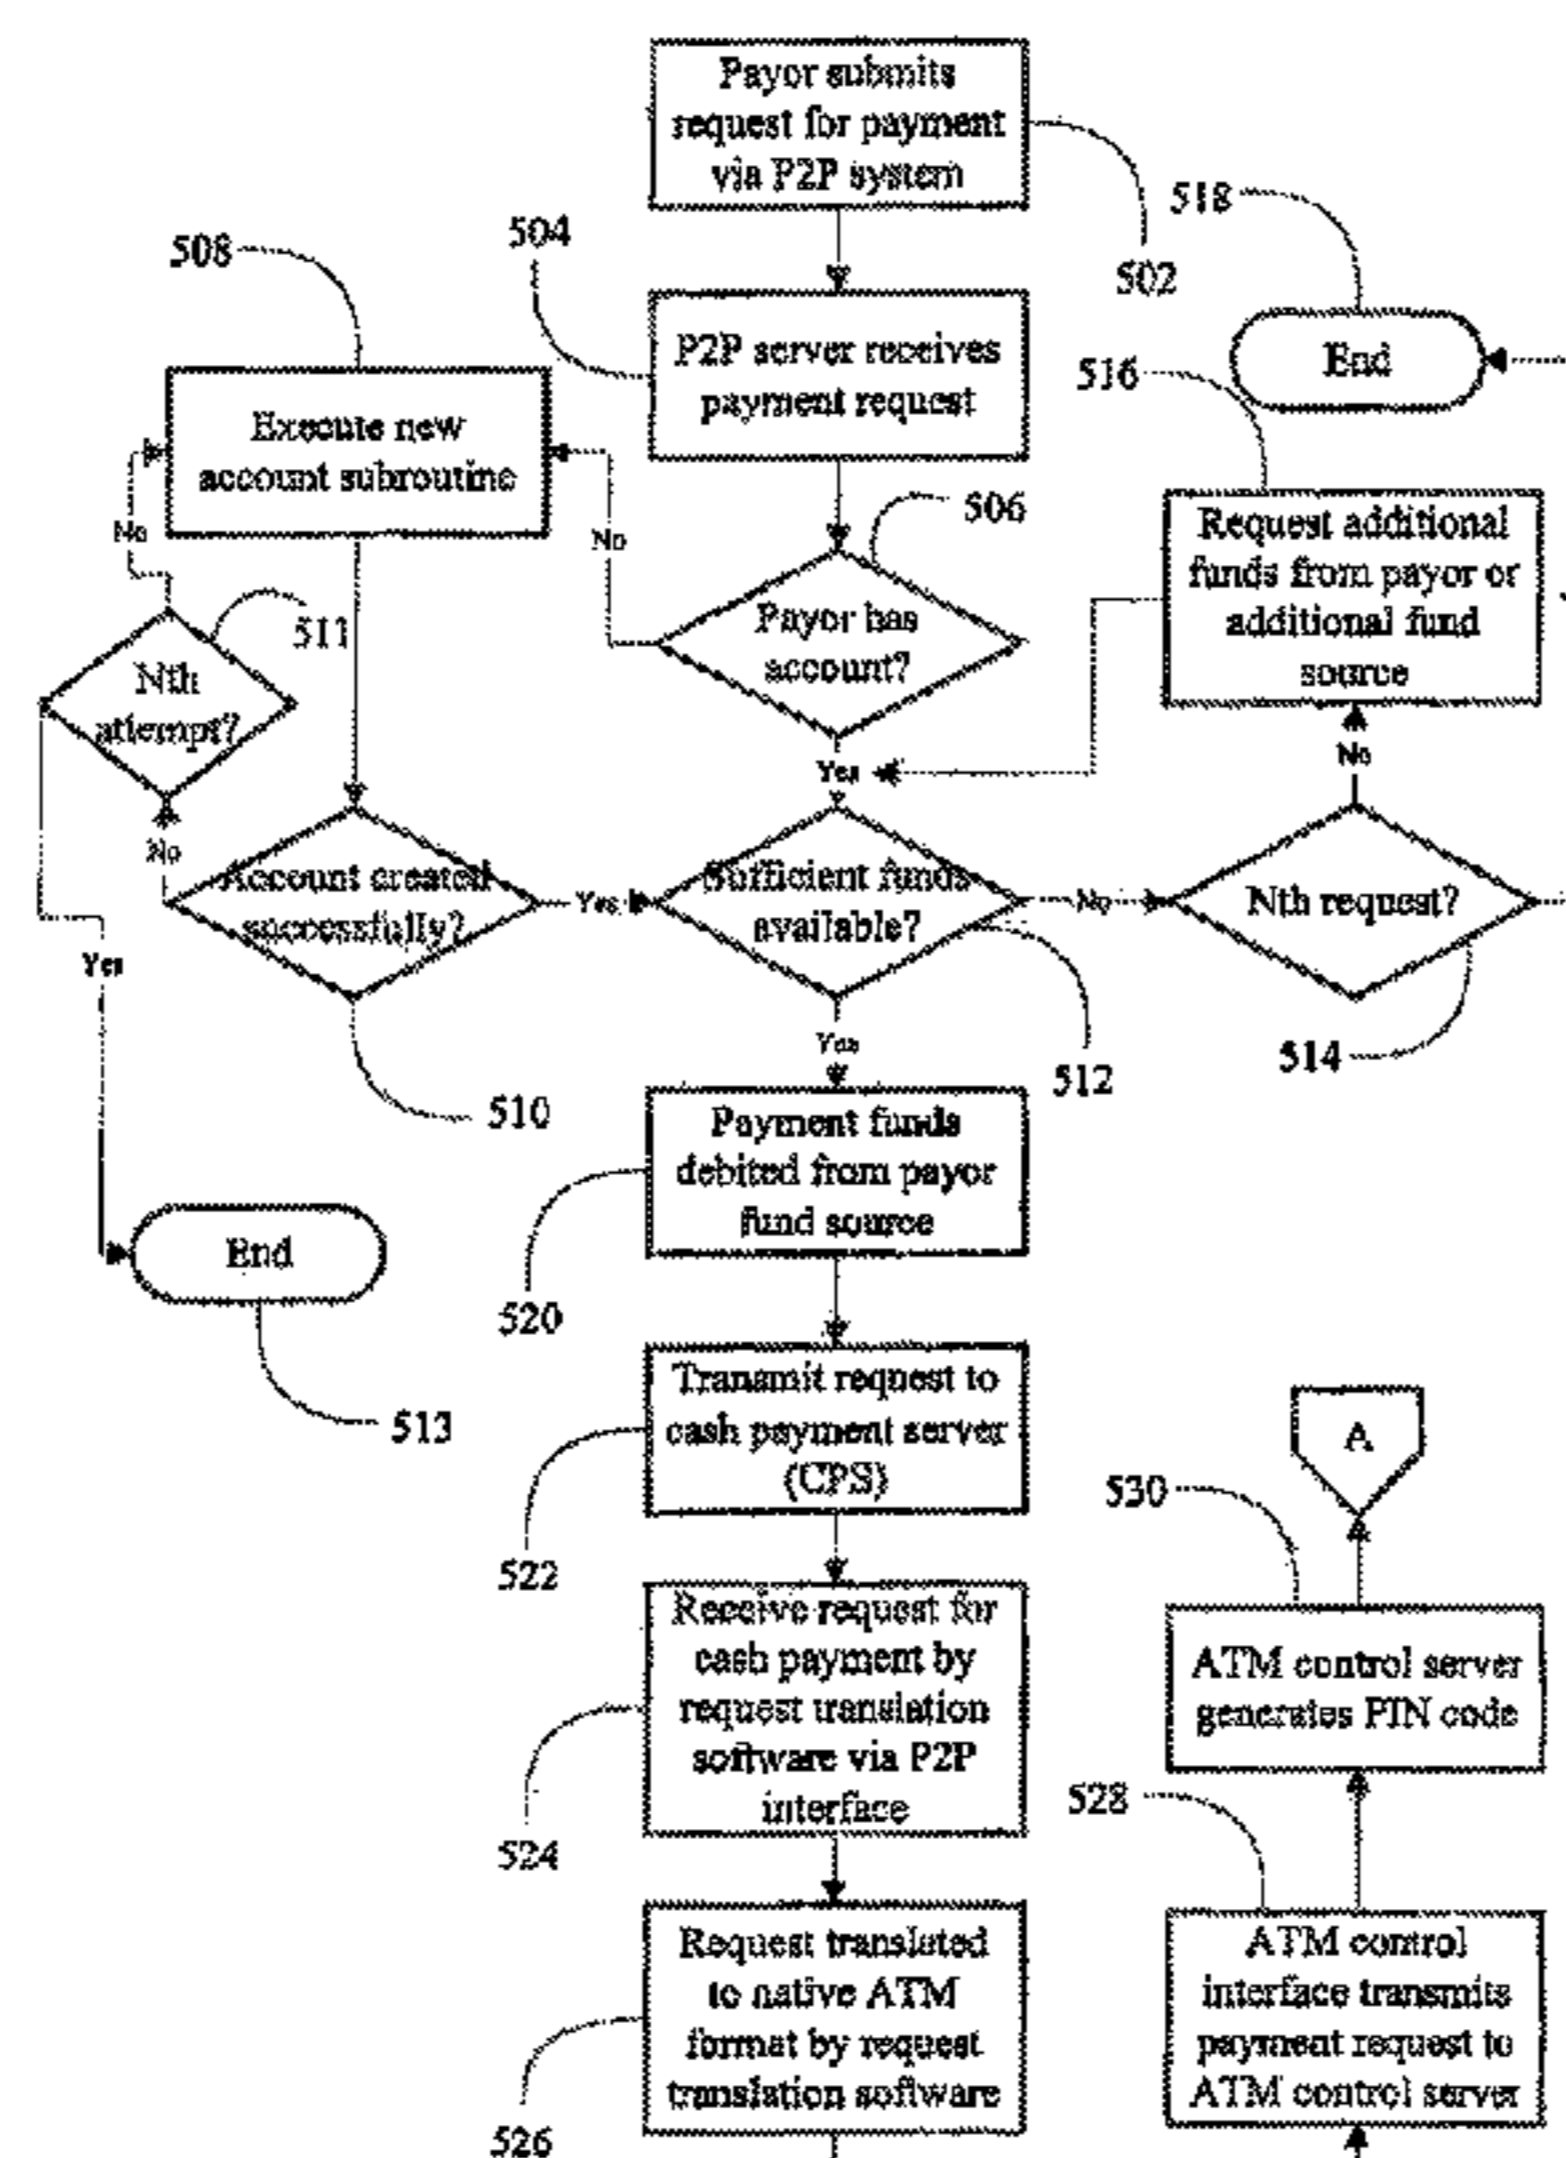 Payor submits
request for payment
via P2P system
502
504
P2P server receives
payment request
506
Payor has
account?
No
Yes
508
Execute new
account subroutine
No
511
Nth
attempt?
No
Yes
Account created
successfully?
510
Yes
End
513
Sufficient funds
available?
512
No
Yes
Nth request?
514
No
516
Request additional
funds from payor or
additional fund
source
518
End
Payment funds
debited from payor
fund source
520
Transmit request to
cash payment server
(CPS)
522
Receive request for
cash payment by
request translation
software via P2P
interface
524
Request translated
to native ATM
format by request
translation software
526
ATM control
interface transmits
payment request to
ATM control server
528
ATM control server
generates PIN code
530
A